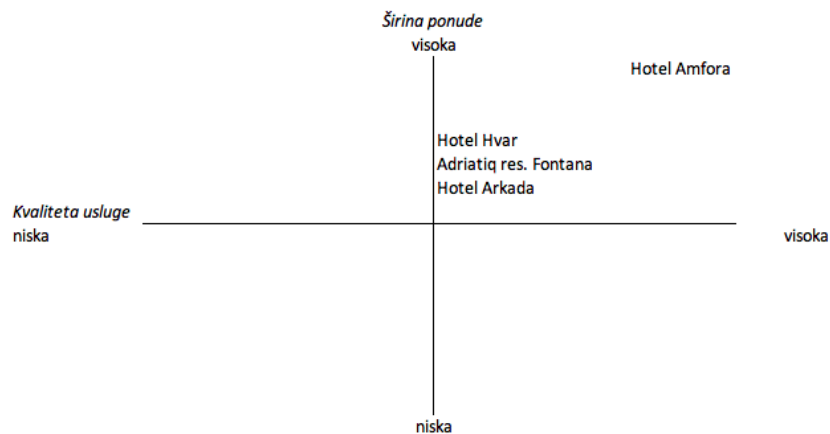 Širina ponude
visoka
Hotel Amfora
Hotel Hvar
Adriatiq res. Fontana
Hotel Arkada
Kvaliteta usluge
niska
visoka
niska